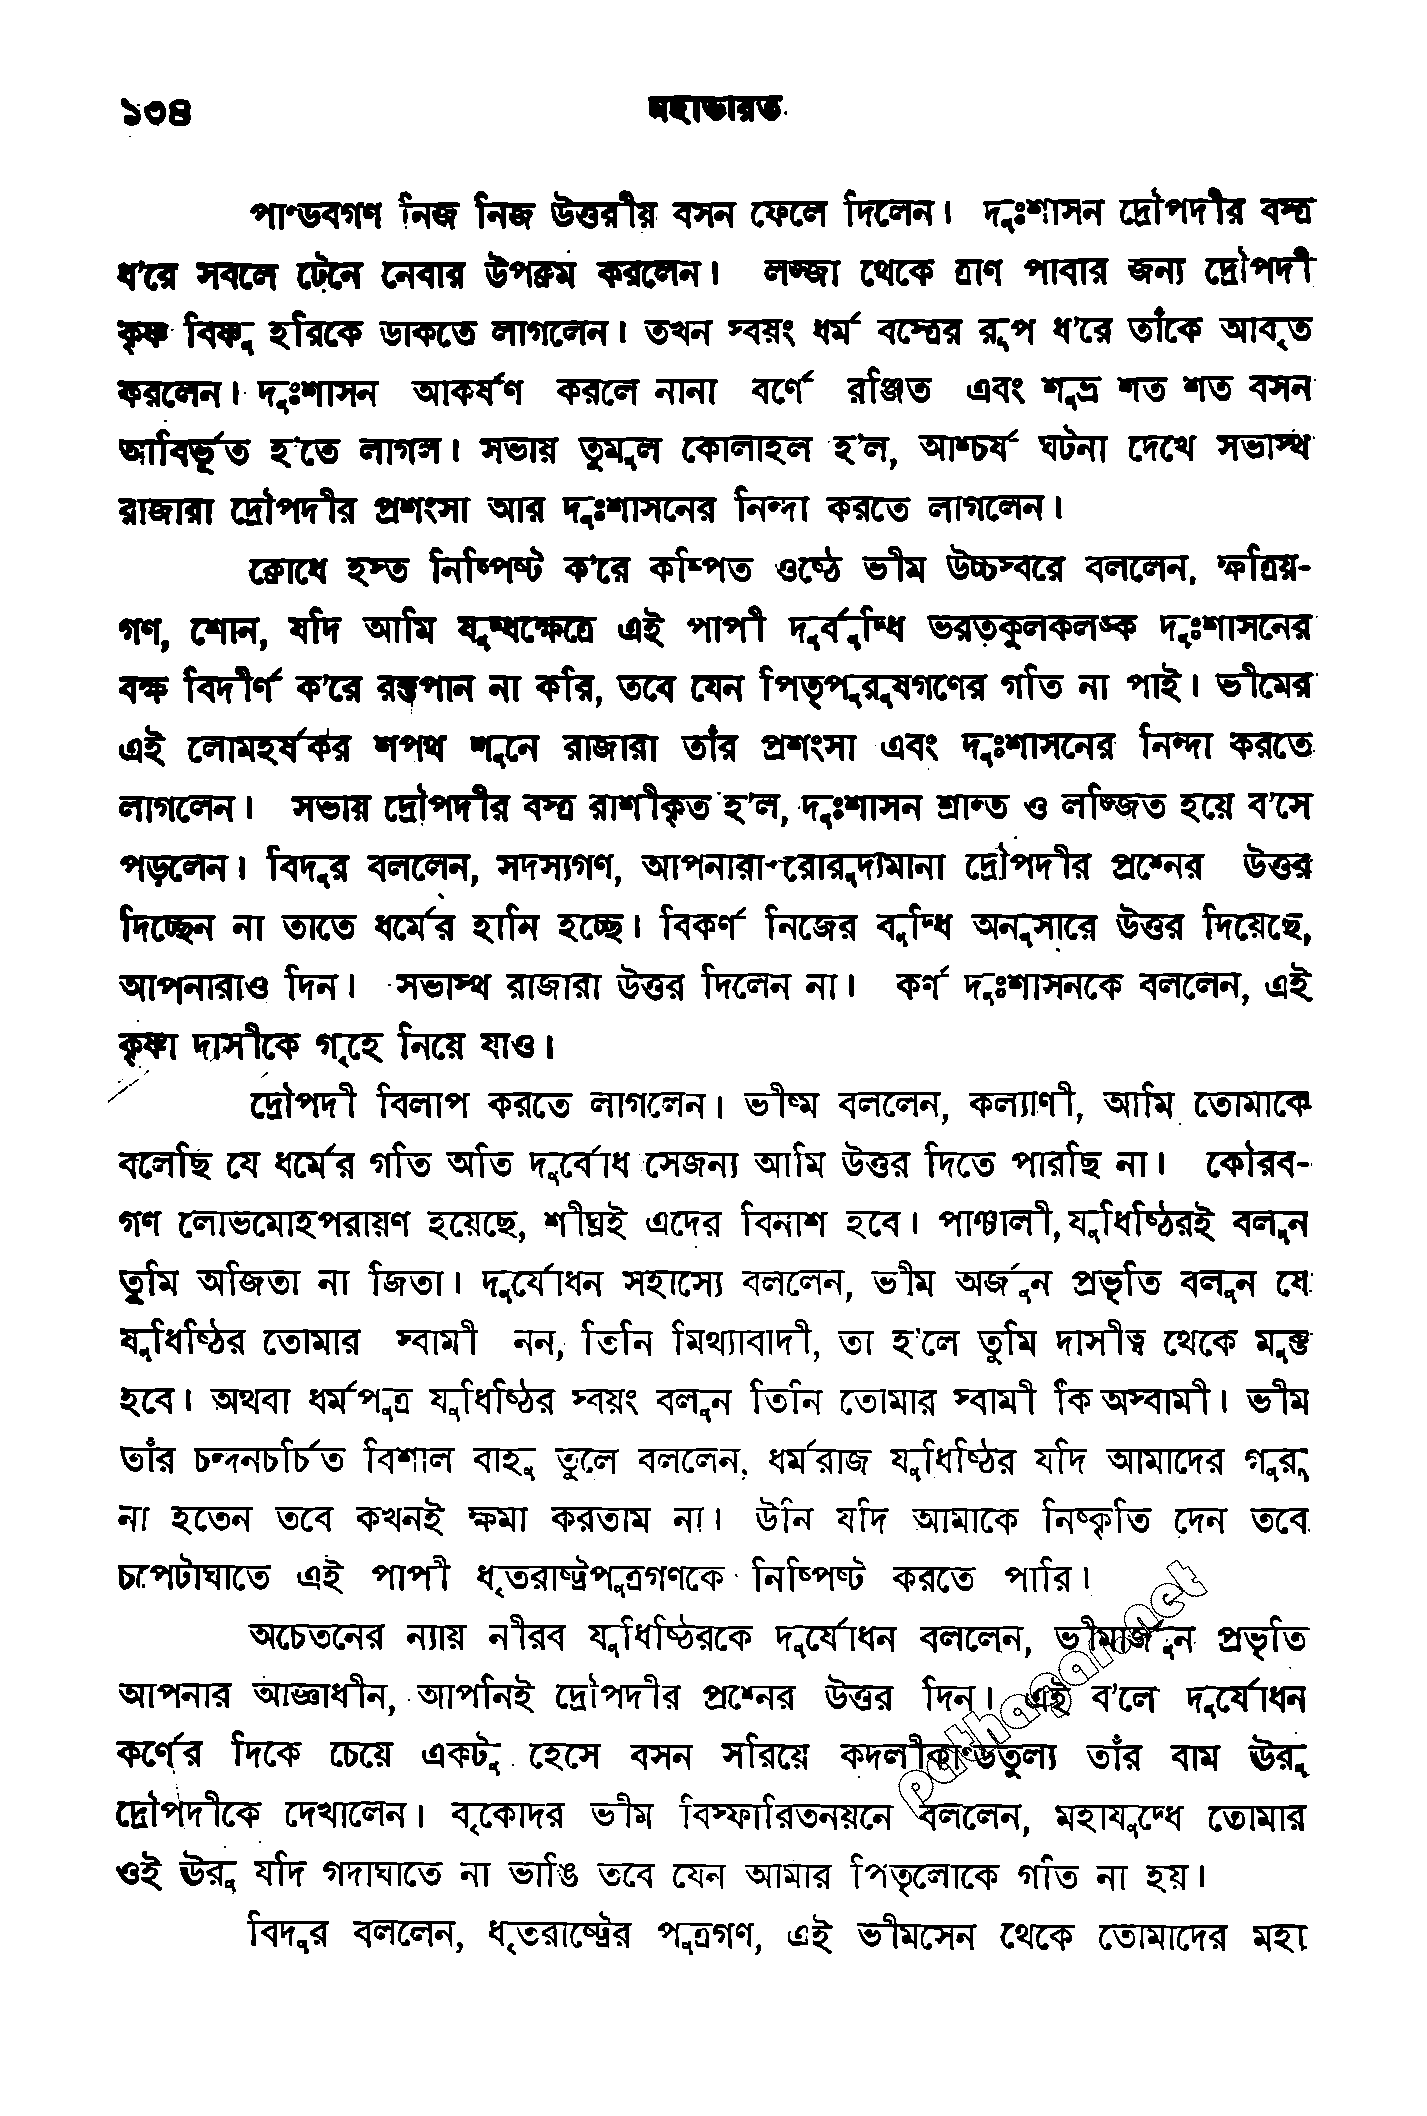 ১৩৪
মহাভারত
পাণ্ডবগণ নিজ নিজ উত্তরীয় বসন ফেলে দিলেন। দুঃশাসন দ্রৌপদীর বস্ত্র
ধ'রে সবলে টেনে নেবার উপক্রম করলেন। লজ্জা থেকে ত্রাণ পাবার জন্য দ্রৌপদী
কৃষ্ণ বিষ্ণু হরিকে ডাকতে লাগলেন। তখন স্বয়ং ধর্ম বস্ত্রের রূপ ধ'রে তাঁকে আবৃত
করলেন। দুঃশাসন আকর্ষণ করলে নানা বর্ণে রঞ্জিত এবং শুভ্র শত শত বসন
আবির্ভূত হ'তে লাগল। সভায় তুমুল কোলাহল হ'ল, আশ্চর্য ঘটনা দেখে সভাস্থ
রাজারা দ্রৌপদীর প্রশংসা আর দুঃশাসনের নিন্দা করতে লাগলেন।
ক্রোধে হস্ত নিষ্পিষ্ট ক'রে কম্পিত ওষ্ঠে ভীম উচ্চস্বরে বললেন, ক্ষত্রিয়-
গণ, শোন, যদি আমি যুদ্ধক্ষেত্রে এই পাপী দুর্বুদ্ধি ভরতকুলকলঙ্ক দুঃশাসনের
বক্ষ বিদীর্ণ ক'রে রক্তপান না করি, তবে যেন পিতৃপুরুষগণের গতি না পাই। ভীমের
এই লোমহর্ষকর শপথ শুনে রাজারা তাঁর প্রশংসা এবং দুঃশাসনের নিন্দা করতে
লাগলেন। সভায় দ্রৌপদীর বস্ত্র রাশীকৃত হ'ল, দুঃশাসন শ্রান্ত ও লজ্জিত হয়ে ব'সে
পড়লেন। বিদুর বললেন, সদস্যগণ, আপনারা রোরুদ্যমানা দ্রৌপদীর প্রশ্নের উত্তর
দিচ্ছেন না তাতে ধর্মের হানি হচ্ছে। বিকর্ণ নিজের বুদ্ধি অনুসারে উত্তর দিয়েছে,
আপনারাও দিন। সভাস্থ রাজারা উত্তর দিলেন না। কর্ণ দুঃশাসনকে বললেন, এই
কৃষ্ণা দাসীকে গৃহে নিয়ে যাও।
দ্রৌপদী বিলাপ করতে লাগলেন। ভীষ্ম বললেন, কল্যাণী, আমি তোমাকে
বলেছি যে ধর্মের গতি অতি দুর্বোধ সেজন্য আমি উত্তর দিতে পারছি না। কৌরব-
গণ লোভমোহপরায়ণ হয়েছে, শীঘ্রই এদের বিনাশ হবে। পাঞ্চালী, যুধিষ্ঠিরই বলুন
তুমি অজিতা না জিতা। দুর্যোধন সহাস্যে বললেন, ভীম অর্জুন প্রভৃতি বলুন যে
যুধিষ্ঠির তোমার স্বামী নন, তিনি মিথ্যাবাদী, তা হ'লে তুমি দাসীত্ব থেকে মুক্ত
হবে। অথবা ধর্মপুত্র যুধিষ্ঠির স্বয়ং বলুন তিনি তোমার স্বামী কি অস্বামী। ভীম
তাঁর চন্দনচর্চিত বিশাল বাহু তুলে বললেন, ধর্মরাজ যুধিষ্ঠির যদি আমাদের গুরু
না হতেন তবে কখনই ক্ষমা করতাম না। উনি যদি আমাকে নিষ্কৃতি দেন তবে
চপেটাঘাতে এই পাপী ধৃতরাষ্ট্রপুত্রগণকে নিষ্পিষ্ট করতে পারি।
অচেতনের ন্যায় নীরব যুধিষ্ঠিরকে দুর্যোধন বললেন, ভীমার্জুন প্রভৃতি
আপনার আজ্ঞাধীন, আপনিই দ্রৌপদীর প্রশ্নের উত্তর দিন। এই ব'লে দুর্যোধন
কর্ণের দিকে চেয়ে একটু হেসে বসন সরিয়ে কদলীকাণ্ডতুল্য তাঁর বাম ঊরু
দ্রৌপদীকে দেখালেন। বৃকোদর ভীম বিস্ফারিতনয়নে বললেন, মহাযুদ্ধে তোমার
ওই ঊরু যদি গদাঘাতে না ভাঙি তবে যেন আমার পিতৃলোকে গতি না হয়।
বিদুর বললেন, ধৃতরাষ্ট্রের পুত্রগণ, এই ভীমসেন থেকে তোমাদের মহা
pathagar.net